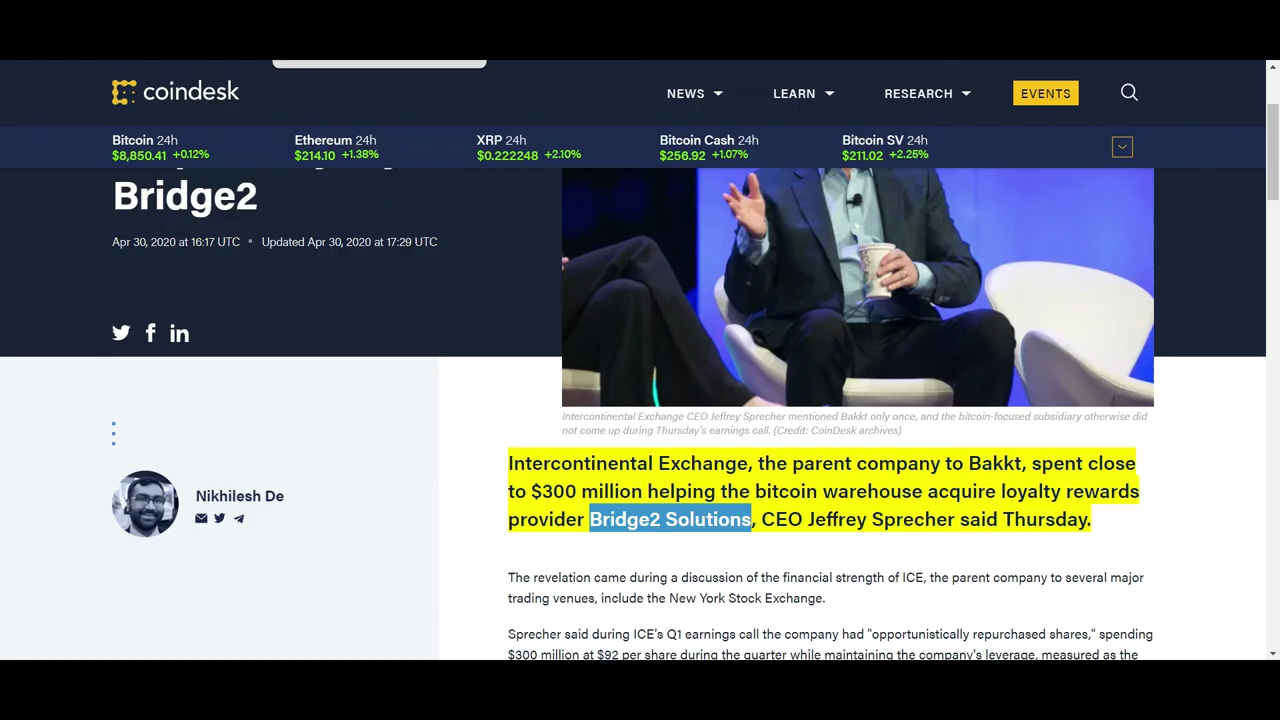 coindesk
NEWS
LEARN
RESEARCH
EVENTS
Bitcoin 24h
$8,850.41 +0.12%
Ethereum 24h
$214.10 +1.38%
XRP 24h
$0.222248 +2.10%
Bitcoin Cash 24h
$256.92 +1.07%
Bitcoin SV 24h
$211.02 +2.25%
Bridge2
Apr 30, 2020 at 16:17 UTC Updated Apr 30, 2020 at 17:29 UTC
Intercontinental Exchange CEO Jeffrey Sprecher mentioned Bakkt only once, and the bitcoin-focused subsidiary otherwise did
not come up during Thursday's earnings call. (Credit: CoinDesk archives)
Nikhilesh De
Intercontinental Exchange, the parent company to Bakkt, spent close
to $300 million helping the bitcoin warehouse acquire loyalty rewards
provider Bridge2 Solutions, CEO Jeffrey Sprecher said Thursday.
The revelation came during a discussion of the financial strength of ICE, the parent company to several major
trading venues, include the New York Stock Exchange.
Sprecher said during ICE's Q1 earnings call the company had "opportunistically repurchased shares," spending
$300 million at $92 per share during the quarter while maintaining the company's leverage, measured as the